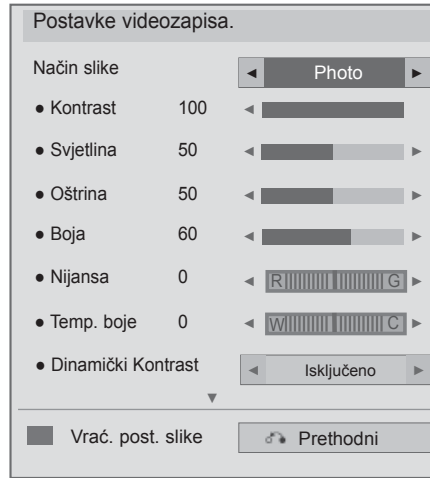 Postavke videozapisa.
Način slike ◄ Photo ►
● Kontrast 100 ◄
● Svjetlina 50 ◄ ►
● Oštrina 50 ◄ ►
● Boja 60 ◄ ►
● Nijansa 0 ◄ R G ►
● Temp. boje 0 ◄ W C ►
● Dinamički Kontrast ◄ Isključeno ►
▼
Vrać. post. slike Prethodni